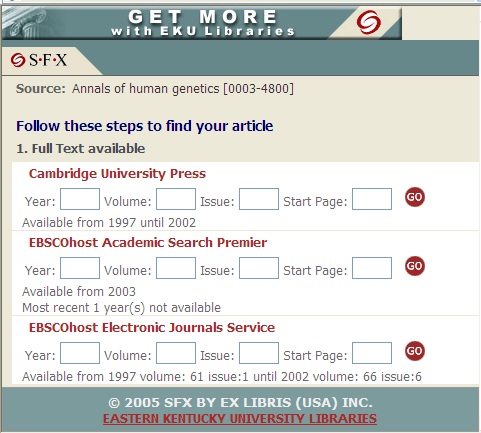 GET MORE
with EKU Libraries
S·F·X
Source: Annals of human genetics [0003-4800]
Follow these steps to find your article
1. Full Text available
Cambridge University Press
Year: Volume: Issue: Start Page: GO
Available from 1997 until 2002
EBSCOhost Academic Search Premier
Year: Volume: Issue: Start Page: GO
Available from 2003
Most recent 1 year(s) not available
EBSCOhost Electronic Journals Service
Year: Volume: Issue: Start Page: GO
Available from 1997 volume: 61 issue:1 until 2002 volume: 66 issue:6
© 2005 SFX BY EX LIBRIS (USA) INC.
EASTERN KENTUCKY UNIVERSITY LIBRARIES